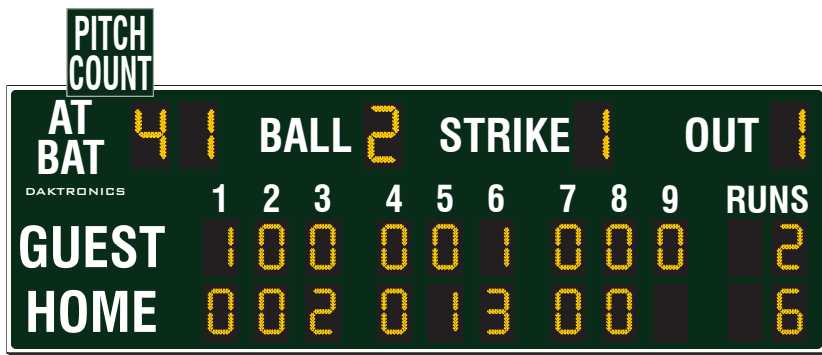 PITCH
COUNT
AT
BAT 41 BALL 2 STRIKE 1 OUT 1
DAKTRONICS
1 2 3 4 5 6 7 8 9 RUNS
GUEST 1 0 0 0 0 1 0 0 0 2
HOME 0 0 2 0 1 3 0 0 6